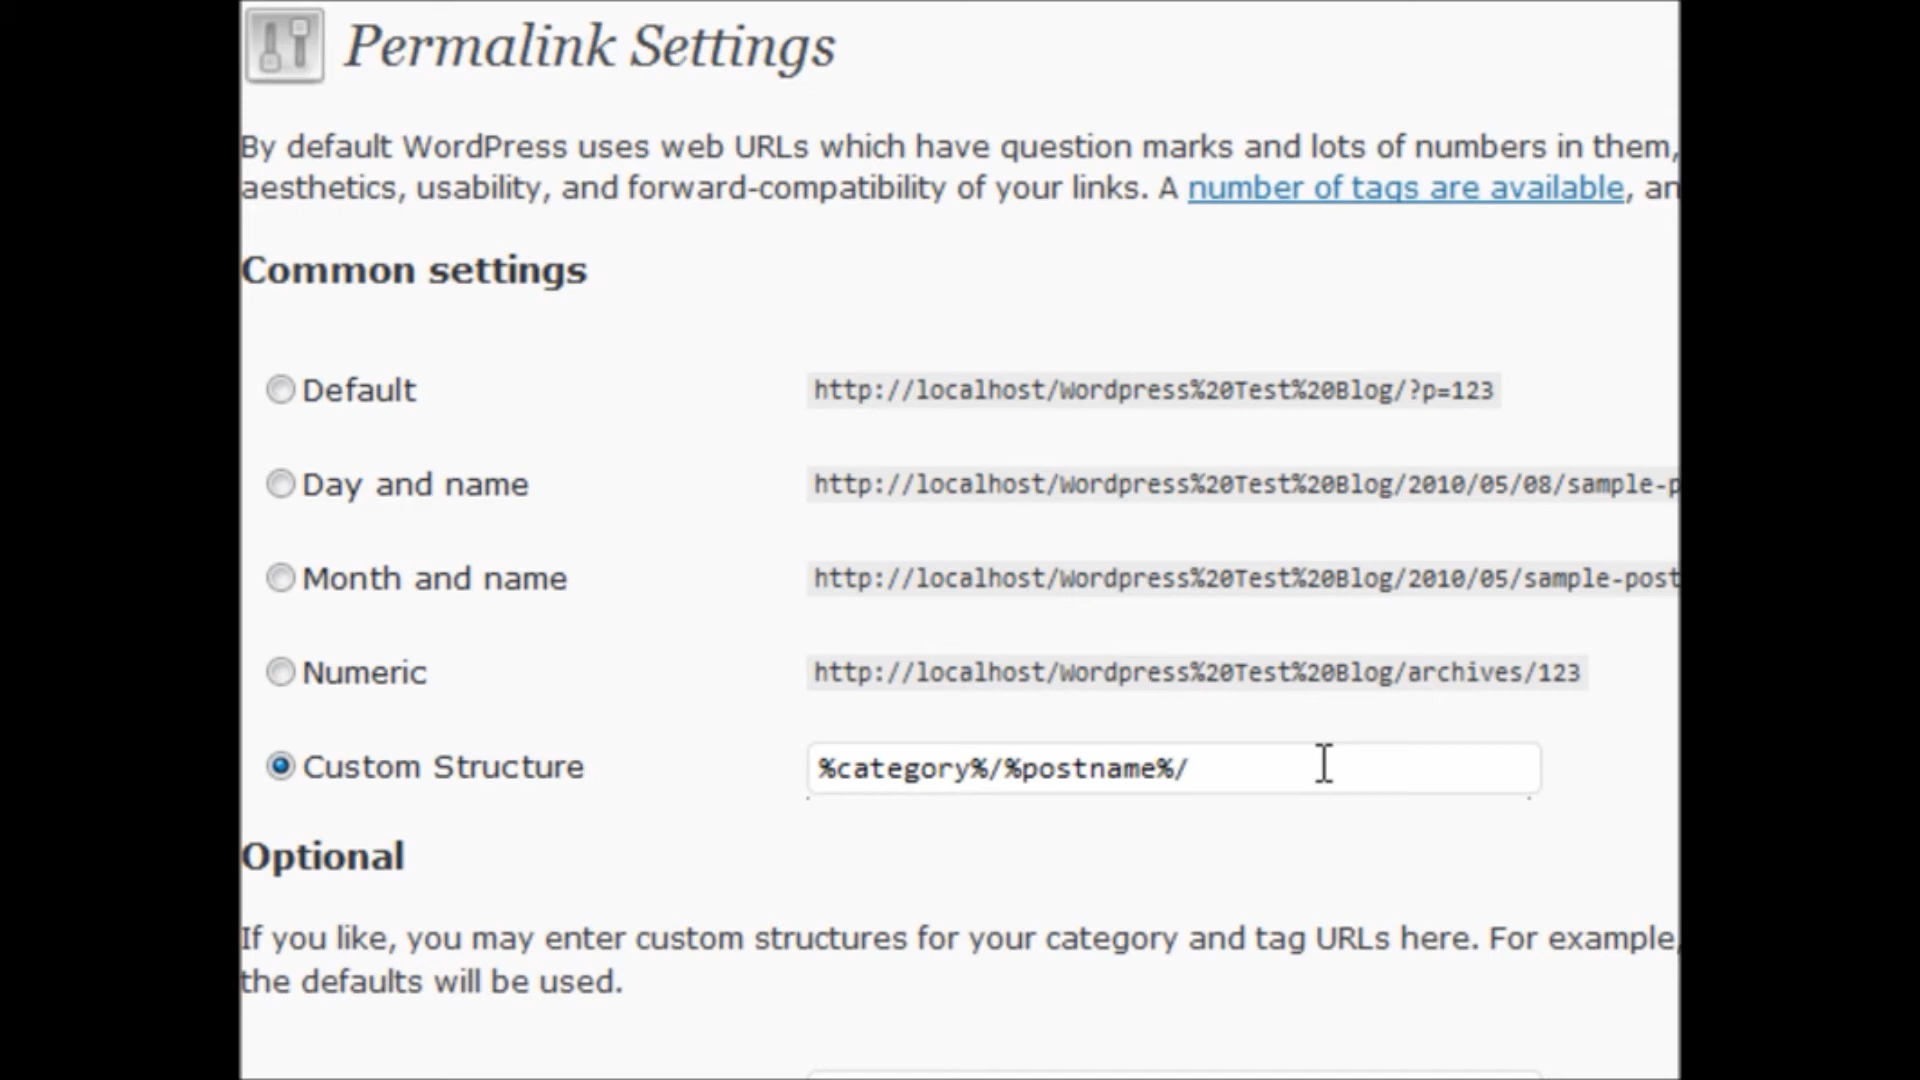 Permalink Settings
By default WordPress uses web URLs which have question marks and lots of numbers in them,
aesthetics, usability, and forward-compatibility of your links. A number of tags are available, an
Common settings
Default http://localhost/Wordpress%20Test%20Blog/?p=123
Day and name http://localhost/Wordpress%20Test%20Blog/2010/05/08/sample-p
Month and name http://localhost/Wordpress%20Test%20Blog/2010/05/sample-post
Numeric http://localhost/Wordpress%20Test%20Blog/archives/123
Custom Structure %category%/%postname%/
Optional
If you like, you may enter custom structures for your category and tag URLs here. For example,
the defaults will be used.